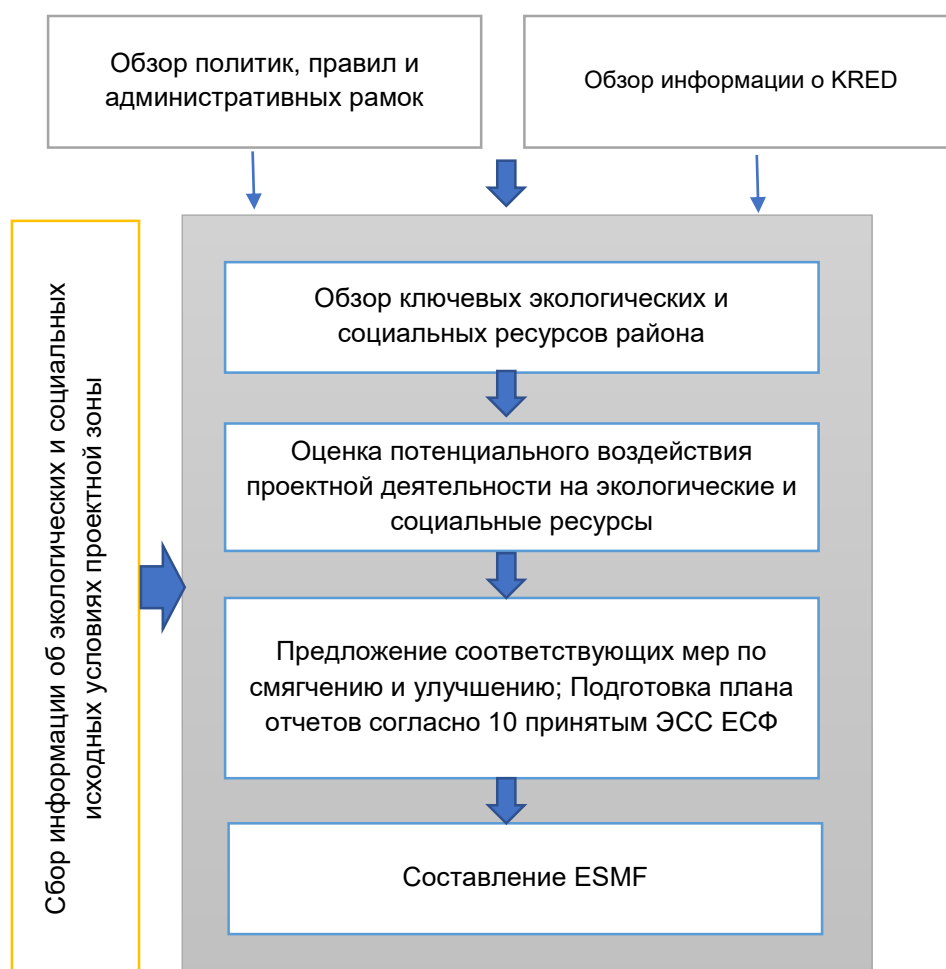 Обзор политик, правил и
административных рамок
Обзор информации о KRED
Сбор информации об экологических и социальных
исходных условиях проектной зоны
Обзор ключевых экологических и
социальных ресурсов района
Оценка потенциального воздействия
проектной деятельности на экологические и
социальные ресурсы
Предложение соответствующих мер по
смягчению и улучшению; Подготовка плана
отчетов согласно 10 принятым ЭСС ЕСФ
Составление ESMF